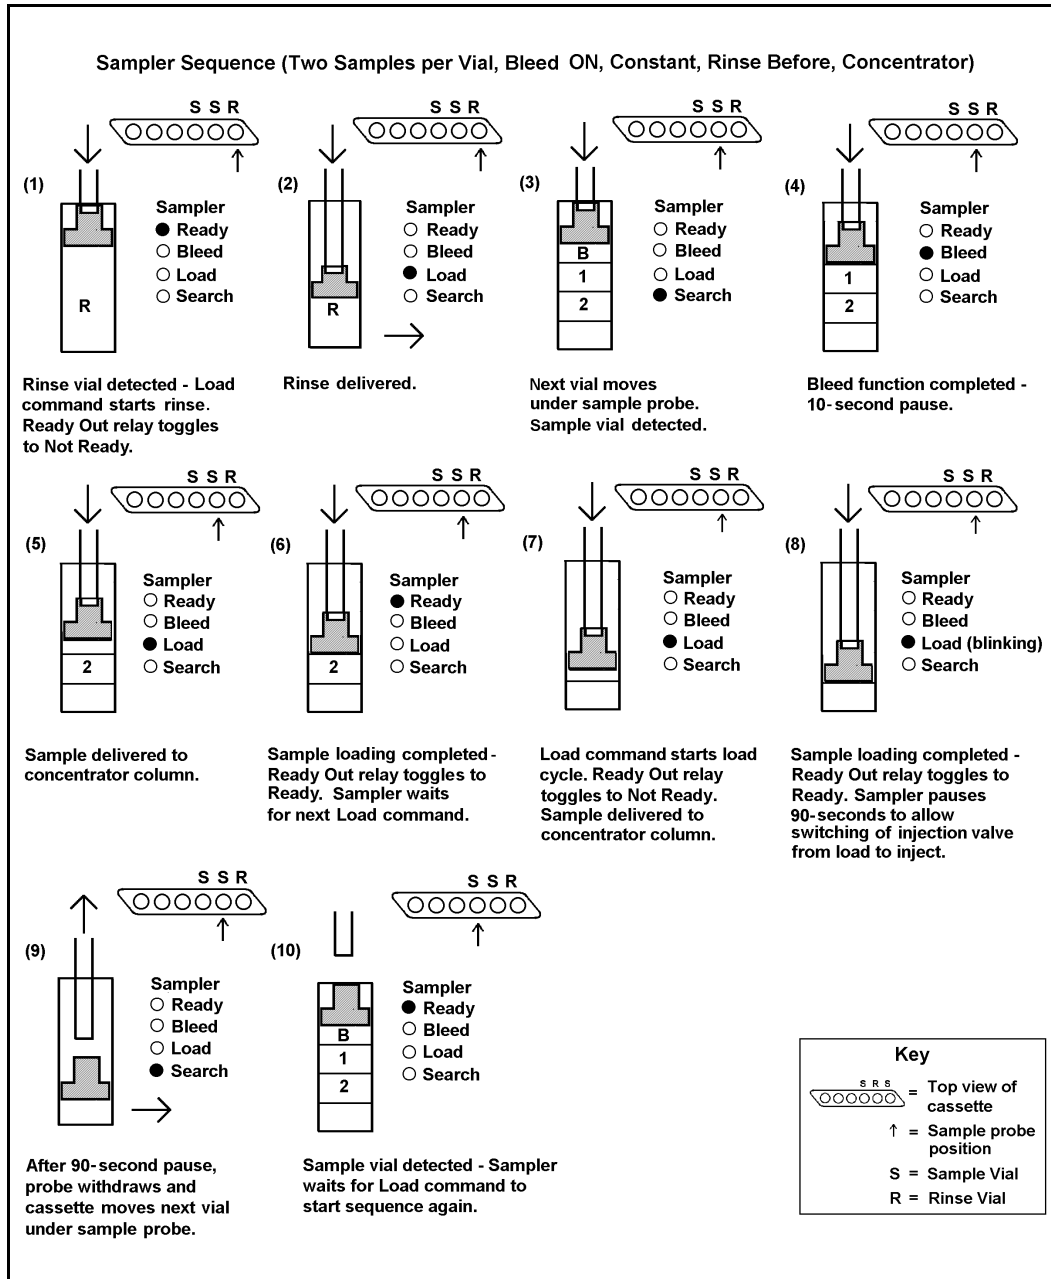 Sampler Sequence (Two Samples per Vial, Bleed ON, Constant, Rinse Before, Concentrator)
S S R
(1)
Sampler
Ready
Bleed
Load
Search
R
Rinse vial detected - Load
command starts rinse.
Ready Out relay toggles
to Not Ready.
S S R
(2)
Sampler
Ready
Bleed
Load
Search
R
Rinse delivered.
S S R
(3)
Sampler
Ready
Bleed
Load
Search
B
1
2
Next vial moves
under sample probe.
Sample vial detected.
S S R
(4)
Sampler
Ready
Bleed
Load
Search
1
2
Bleed function completed -
10-second pause.
S S R
(5)
Sampler
Ready
Bleed
Load
Search
2
Sample delivered to
concentrator column.
S S R
(6)
Sampler
Ready
Bleed
Load
Search
2
Sample loading completed-
Ready Out relay toggles to
Ready. Sampler waits
for next Load command.
S S R
(7)
Sampler
Ready
Bleed
Load
Search
Load command starts load
cycle. Ready Out relay
toggles to Not Ready.
Sample delivered to
concentrator column.
S S R
(8)
Sampler
Ready
Bleed
Load (blinking)
Search
Sample loading completed -
Ready Out relay toggles to
Ready. Sampler pauses
90-seconds to allow
switching of injection valve
from load to inject.
S S R
(9)
Sampler
Ready
Bleed
Load
Search
After 90-second pause,
probe withdraws and
cassette moves next vial
under sample probe.
S S R
(10)
Sampler
Ready
Bleed
Load
Search
B
1
2
Sample vial detected - Sampler
waits for Load command to
start sequence again.
Key
S R S
= Top view of
cassette
= Sample probe
position
S = Sample Vial
R = Rinse Vial